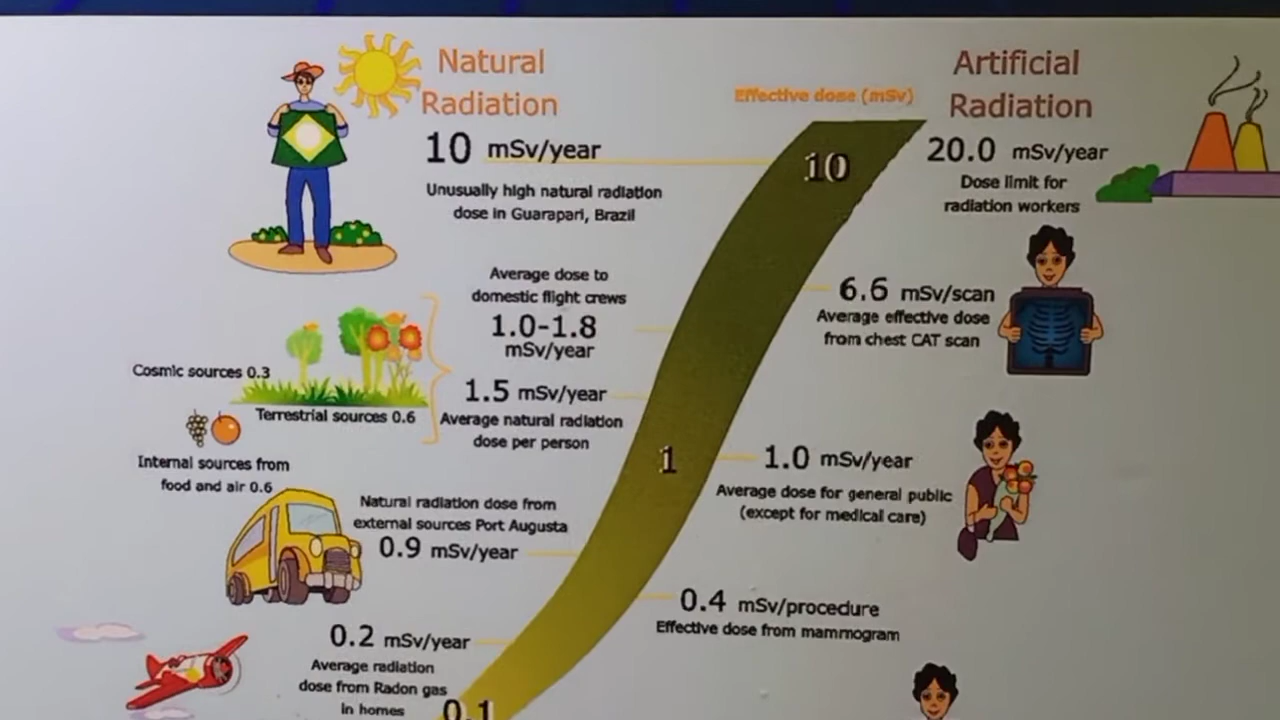 Natural
Radiation
10 mSv/year
Unusually high natural radiation
dose in Guarapari, Brazil
Average dose to
domestic flight crews
1.0-1.8
mSv/year
Cosmic sources 0.3
Terrestrial sources 0.6
1.5 mSv/year
Average natural radiation
dose per person
Internal sources from
food and air 0.6
Natural radiation dose from
external sources Port Augusta
0.9 mSv/year
0.2 mSv/year
Average radiation
dose from Radon gas
in homes
Effective dose (mSv)
10
1
0.1
Artificial
Radiation
20.0 mSv/year
Dose limit for
radiation workers
6.6 mSv/scan
Average effective dose
from chest CAT scan
1.0 mSv/year
Average dose for general public
(except for medical care)
0.4 mSv/procedure
Effective dose from mammogram